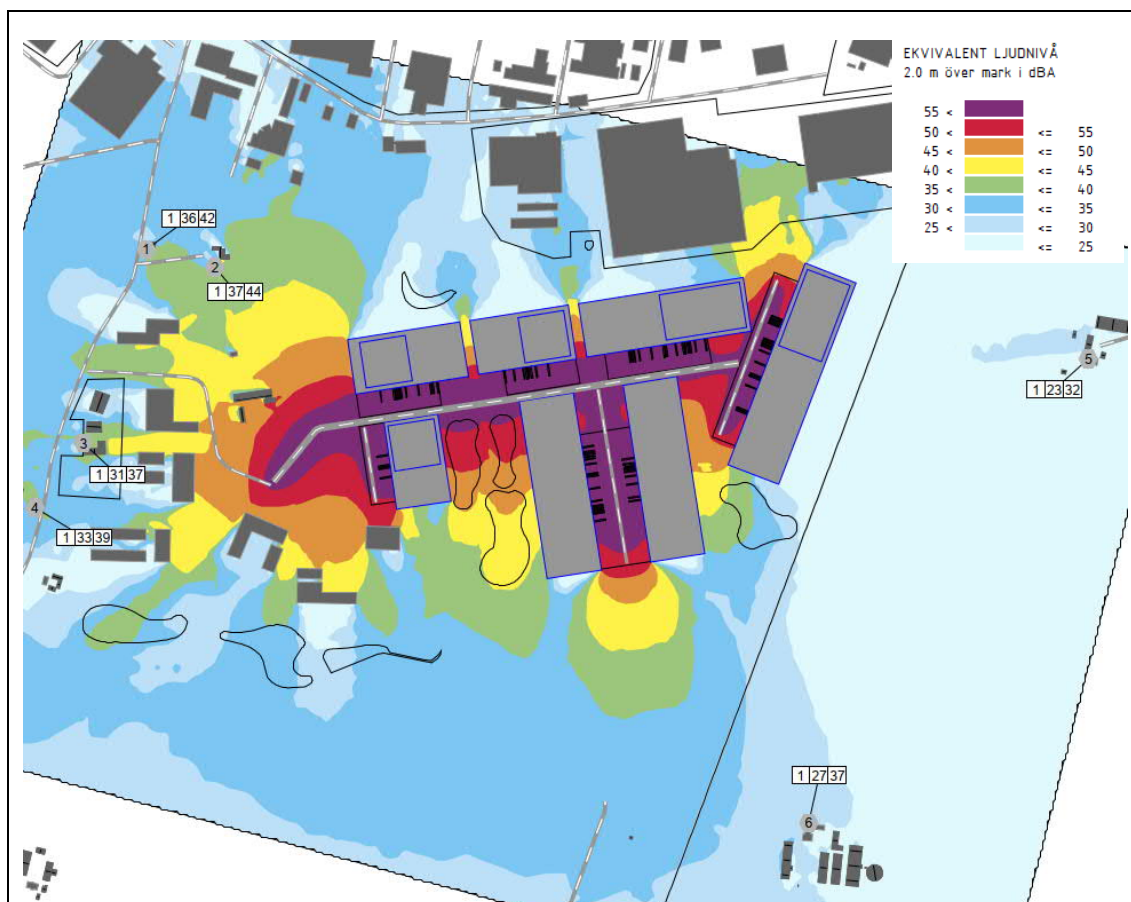 EKVIVALENT LJUDNIVÅ
2.0 m över mark i dBA
55 <
50 < <= 55
45 < <= 50
40 < <= 45
35 < <= 40
30 < <= 35
25 < <= 30
<= 25
1 36 42
1
2
1 37 44
5
1 23 32
3
1 31 37
4
1 33 39
1 27 37
6